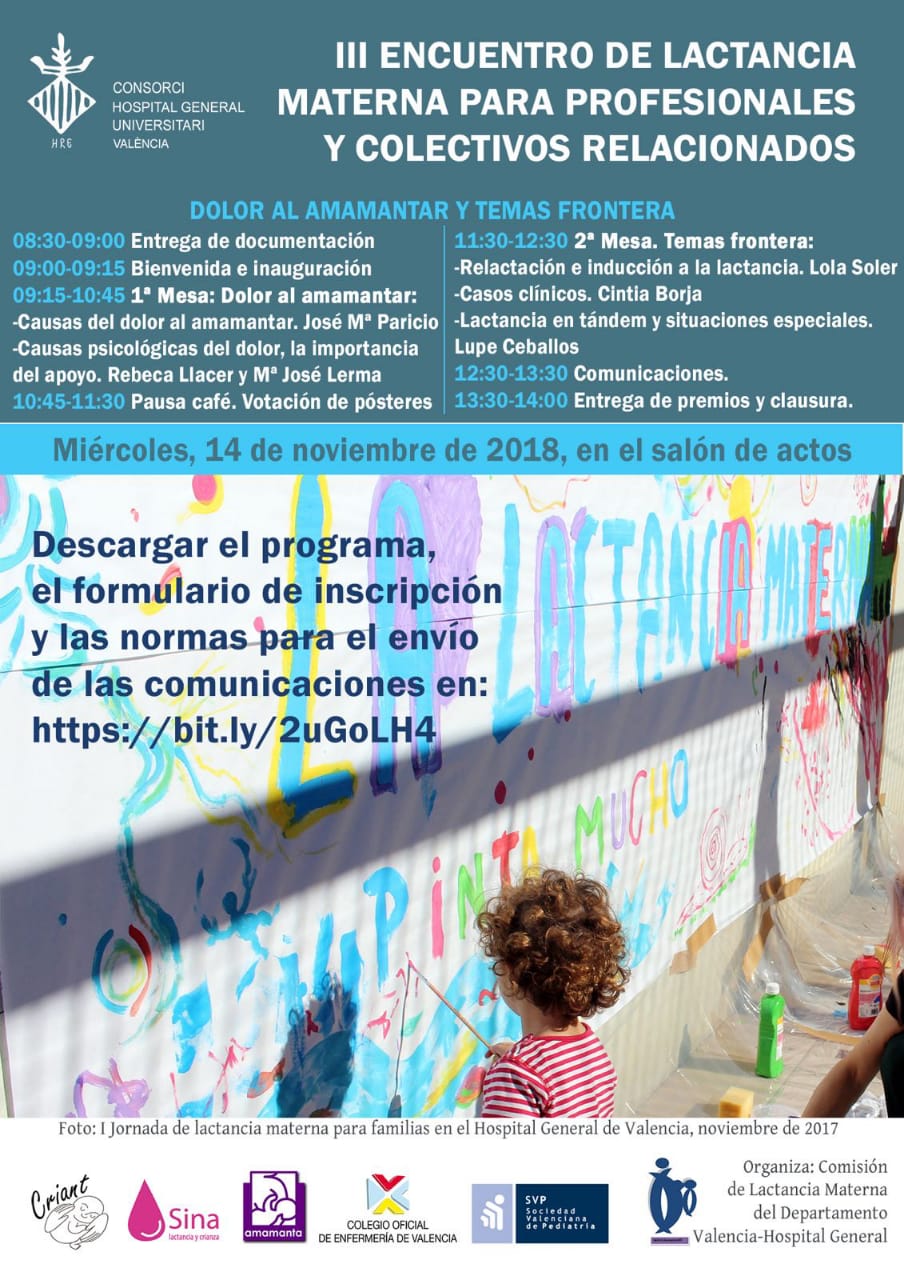 CONSORCI
HOSPITAL GENERAL
UNIVERSITARI
VALÈNCIA
HRG
III ENCUENTRO DE LACTANCIA
MATERNA PARA PROFESIONALES
Y COLECTIVOS RELACIONADOS
DOLOR AL AMAMANTAR Y TEMAS FRONTERA
08:30-09:00 Entrega de documentación
09:00-09:15 Bienvenida e inauguración
09:15-10:45 1ª Mesa: Dolor al amamantar:
-Causas del dolor al amamantar. José Mª Paricio
-Causas psicológicas del dolor, la importancia
del apoyo. Rebeca Llacer y Mª José Lerma
10:45-11:30 Pausa café. Votación de pósteres
11:30-12:30 2ª Mesa. Temas frontera:
-Relactación e inducción a la lactancia. Lola Soler
-Casos clínicos. Cintia Borja
-Lactancia en tándem y situaciones especiales.
Lupe Ceballos
12:30-13:30 Comunicaciones.
13:30-14:00 Entrega de premios y clausura.
Miércoles, 14 de noviembre de 2018, en el salón de actos
Descargar el programa,
el formulario de inscripción
y las normas para el envío
de las comunicaciones en:
https://bit.ly/2uGoLH4
LA LACTANCIA MATERNA
PINTA MUCHO
Foto: I Jornada de lactancia materna para familias en el Hospital General de Valencia, noviembre de 2017
Criant
Sina
lactancia y crianza
amamanta
COLEGIO OFICIAL
DE ENFERMERÍA DE VALENCIA
SVP
Sociedad
Valenciana
de Pediatría
Organiza: Comisión
de Lactancia Materna
del Departamento
Valencia-Hospital General